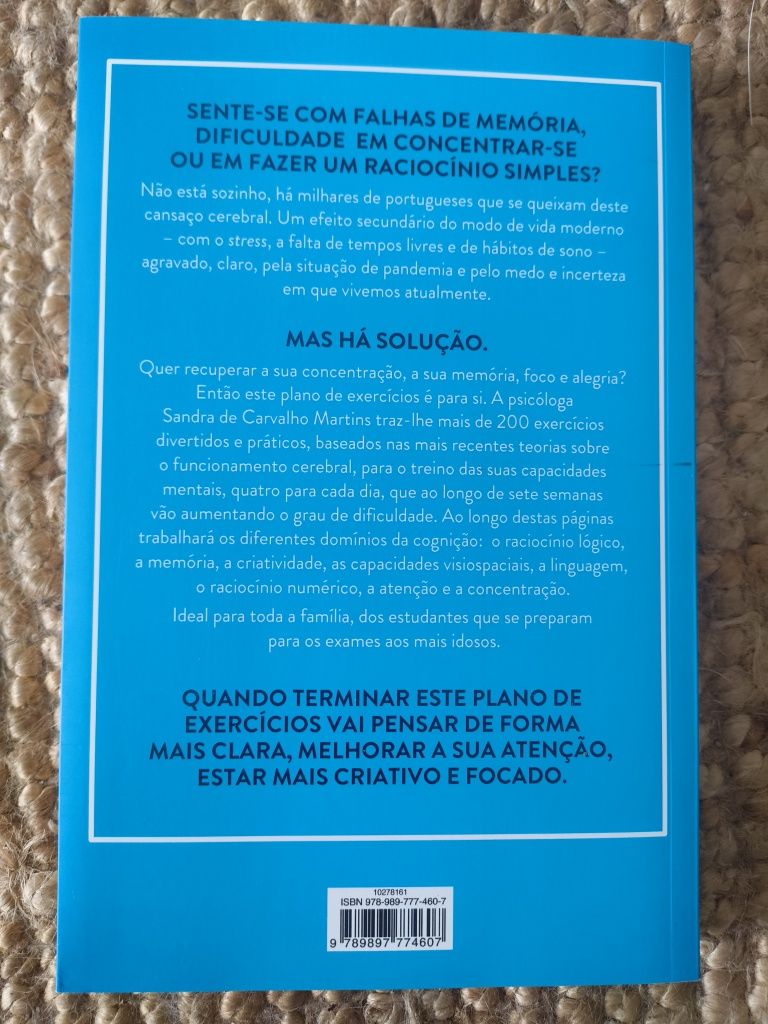 SENTE-SE COM FALHAS DE MEMÓRIA,
DIFICULDADE EM CONCENTRAR-SE
OU EM FAZER UM RACIOCÍNIO SIMPLES?
Não está sozinho, há milhares de portugueses que se queixam deste
cansaço cerebral. Um efeito secundário do modo de vida moderno
– com o stress, a falta de tempos livres e de hábitos de sono –
agravado, claro, pela situação de pandemia e pelo medo e incerteza
em que vivemos atualmente.
MAS HÁ SOLUÇÃO.
Quer recuperar a sua concentração, a sua memória, foco e alegria?
Então este plano de exercícios é para si. A psicóloga
Sandra de Carvalho Martins traz-lhe mais de 200 exercícios
divertidos e práticos, baseados nas mais recentes teorias sobre
o funcionamento cerebral, para o treino das suas capacidades
mentais, quatro para cada dia, que ao longo de sete semanas
vão aumentando o grau de dificuldade. Ao longo destas páginas
trabalhará os diferentes domínios da cognição: o raciocínio lógico,
a memória, a criatividade, as capacidades visiospaciais, a linguagem,
o raciocínio numérico, a atenção e a concentração.
Ideal para toda a família, dos estudantes que se preparam
para os exames aos mais idosos.
QUANDO TERMINAR ESTE PLANO DE
EXERCÍCIOS VAI PENSAR DE FORMA
MAIS CLARA, MELHORAR A SUA ATENÇÃO,
ESTAR MAIS CRIATIVO E FOCADO.
10278161
ISBN 978-989-777-460-7
9 789897 774607